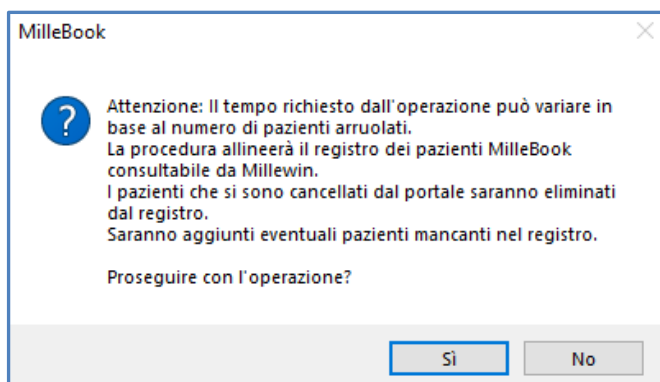 MilleBook
Attenzione: Il tempo richiesto dall'operazione può variare in
base al numero di pazienti arruolati.
La procedura allineerà il registro dei pazienti MilleBook
consultabile da Millewin.
I pazienti che si sono cancellati dal portale saranno eliminati
dal registro.
Saranno aggiunti eventuali pazienti mancanti nel registro.
Proseguire con l'operazione?
Sì
No